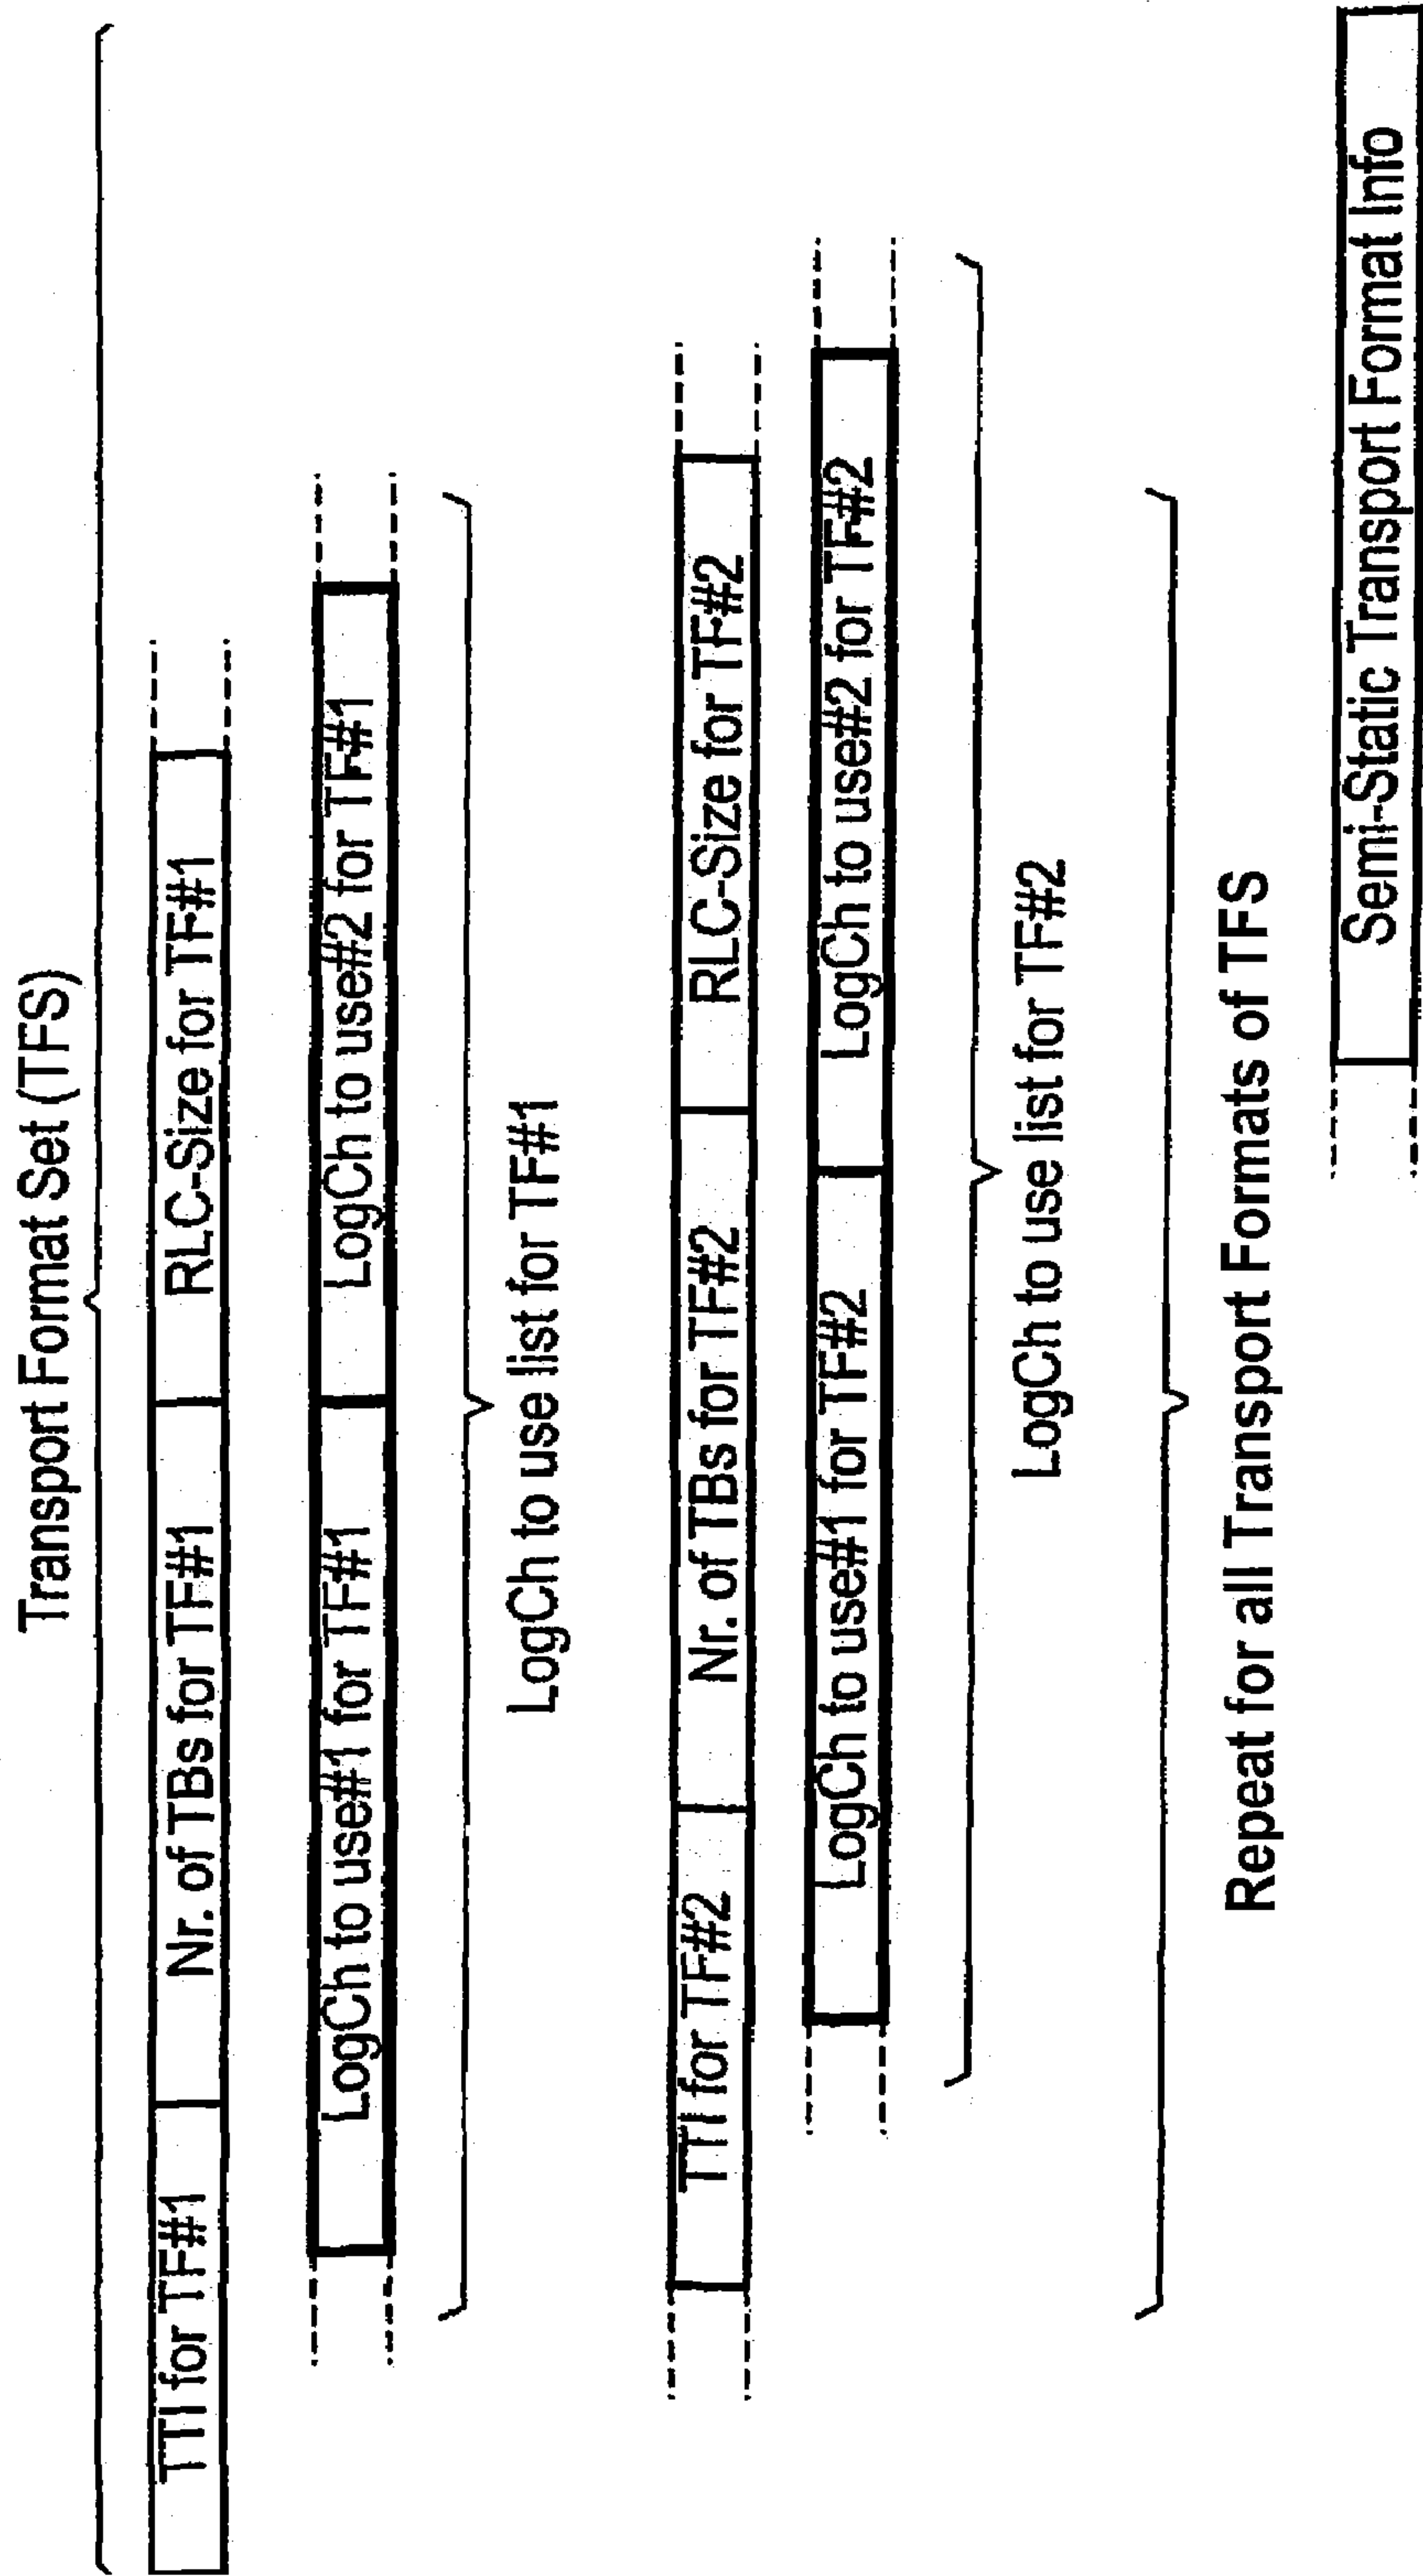 Transport Format Set (TFS)
TTI for TF#1 Nr. of TBs for TF#1 RLC-Size for TF#1
LogCh to use#1 for TF#1 LogCh to use#2 for TF#1
LogCh to use list for TF#1
TTI for TF#2 Nr. of TBs for TF#2 RLC-Size for TF#2
LogCh to use#1 for TF#2 LogCh to use#2 for TF#2
LogCh to use list for TF#2
Repeat for all Transport Formats of TFS
Semi-Static Transport Format Info